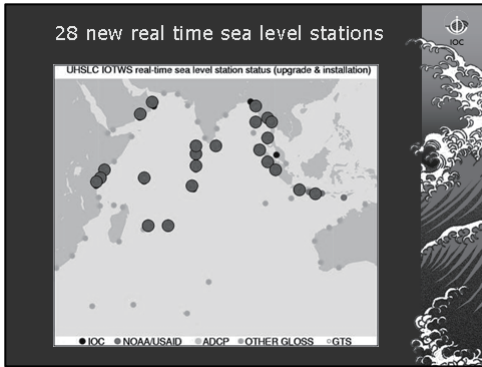 28 new real time sea level stations
IOC
UHSLC IOTWS real-time sea level station status (upgrade & installation)
IOC NOAA/USAID ADCP OTHER GLOSS GTS